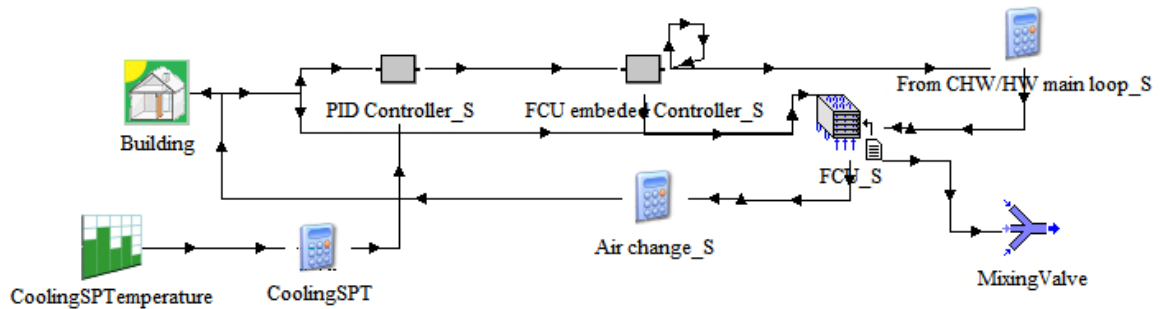 From CHW/HW main loop_S
PID Controller_S
FCU embeded Controller_S
Building
FCU_S
Air change_S
CoolingSPTemperature
CoolingSPT
MixingValve